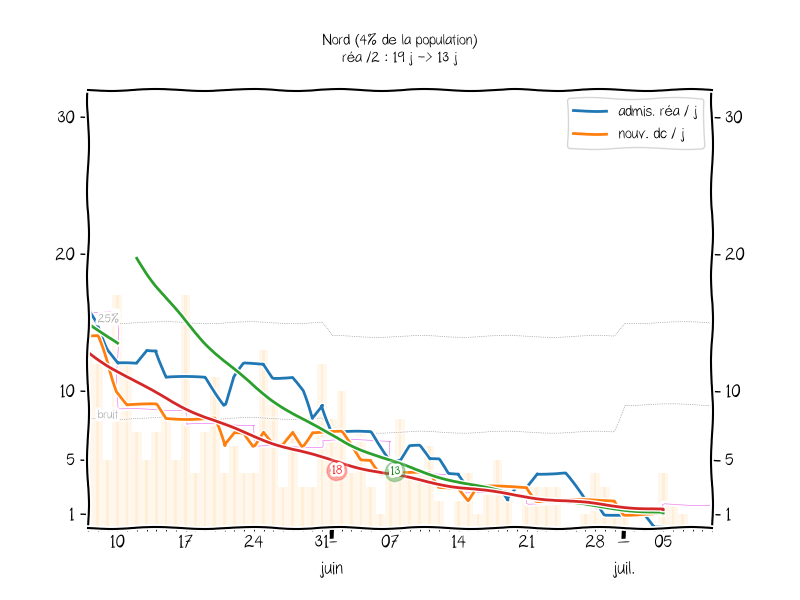 Nord (4% de la population)
réa /2 : 19 j -> 13 j
admis. réa / j
nouv. dc / j
30
30
20
20
25%
10
10
bruit
5
5
18
13
1
1
10 17 24 31 07 14 21 28 05
juin juil.